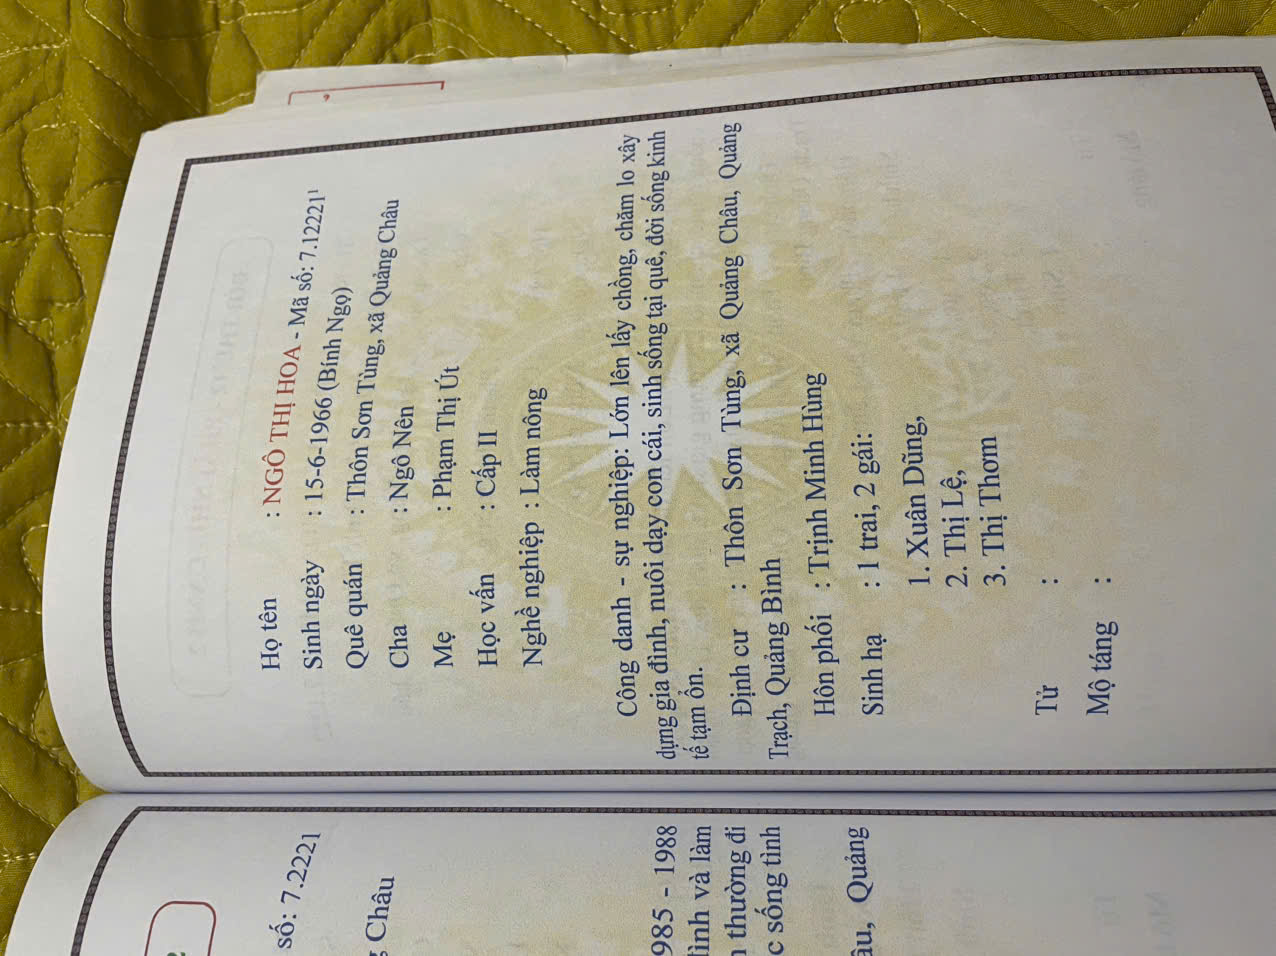 Họ tên : NGÔ THỊ HOA - Mã số: 7.12221¹
Sinh ngày : 15-6-1966 (Bính Ngọ)
Quê quán : Thôn Sơn Tùng, xã Quảng Châu
Cha : Ngô Nên
Mẹ : Phạm Thị Út
Học vấn : Cấp II
Nghề nghiệp : Làm nông
Công danh - sự nghiệp: Lớn lên lấy chồng, chăm lo xây
dựng gia đình, nuôi dạy con cái, sinh sống tại quê, đời sống kinh
tế tạm ổn.
Định cư : Thôn Sơn Tùng, xã Quảng Châu, Quảng
Trạch, Quảng Bình
Hôn phối : Trịnh Minh Hùng
Sinh hạ : 1 trai, 2 gái:
1. Xuân Dũng,
2. Thị Lệ,
3. Thị Thơm
Tử :
Mộ táng :
số: 7.2221
Châu
985 - 1988
tình và làm
thường đi
c sống tình
âu, Quảng